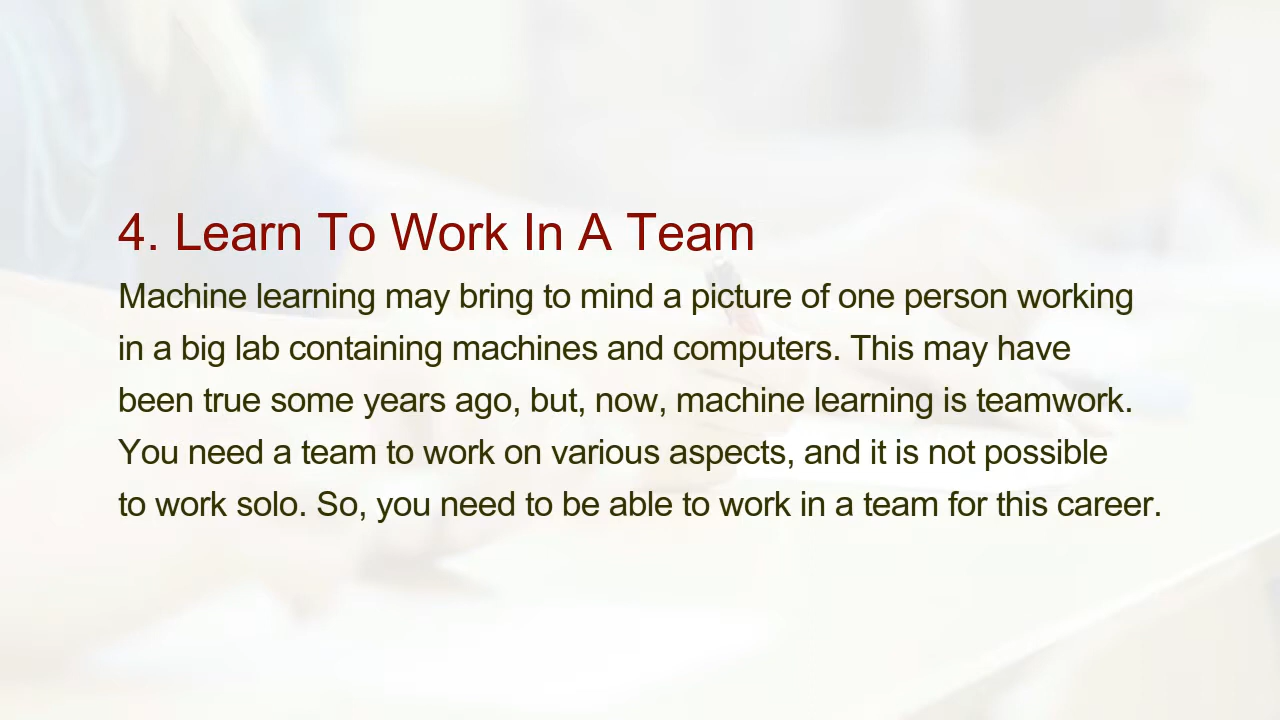 4. Learn To Work In A Team
Machine learning may bring to mind a picture of one person working
in a big lab containing machines and computers. This may have
been true some years ago, but, now, machine learning is teamwork.
You need a team to work on various aspects, and it is not possible
to work solo. So, you need to be able to work in a team for this career.